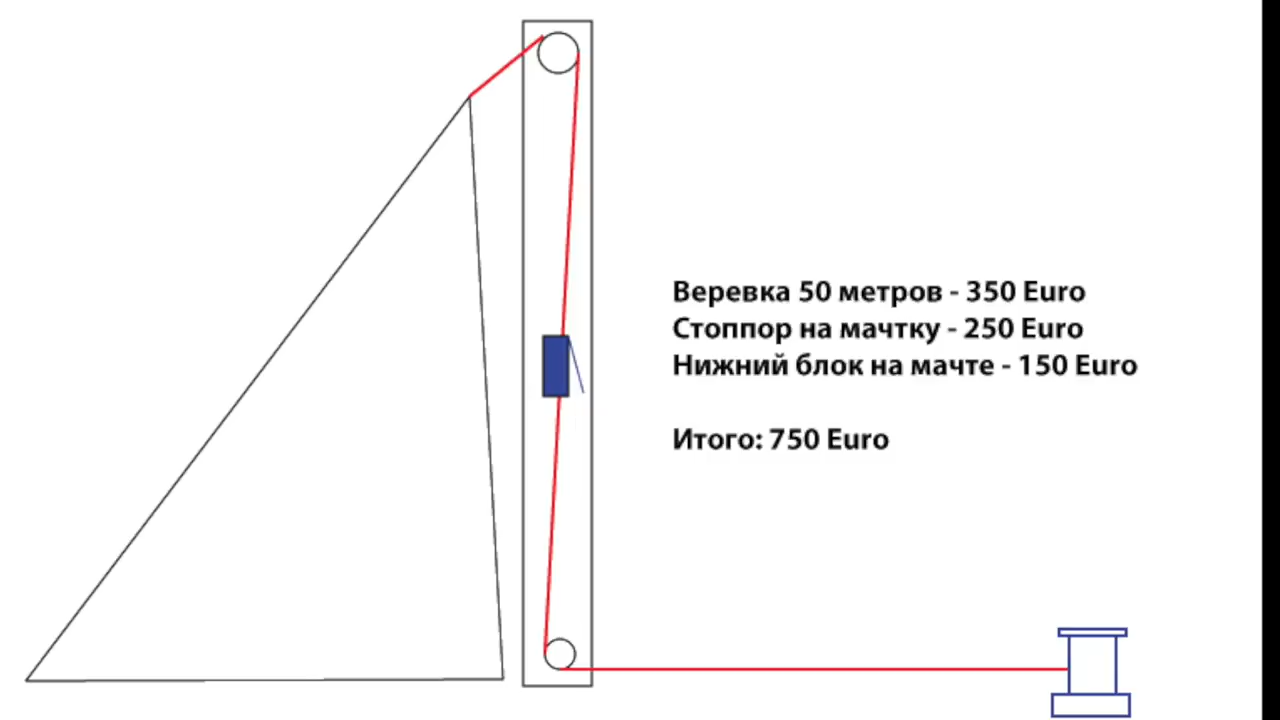 Веревка 50 метров - 350 Euro
Стоппор на мачтку - 250 Euro
Нижний блок на мачте - 150 Euro
Итого: 750 Euro